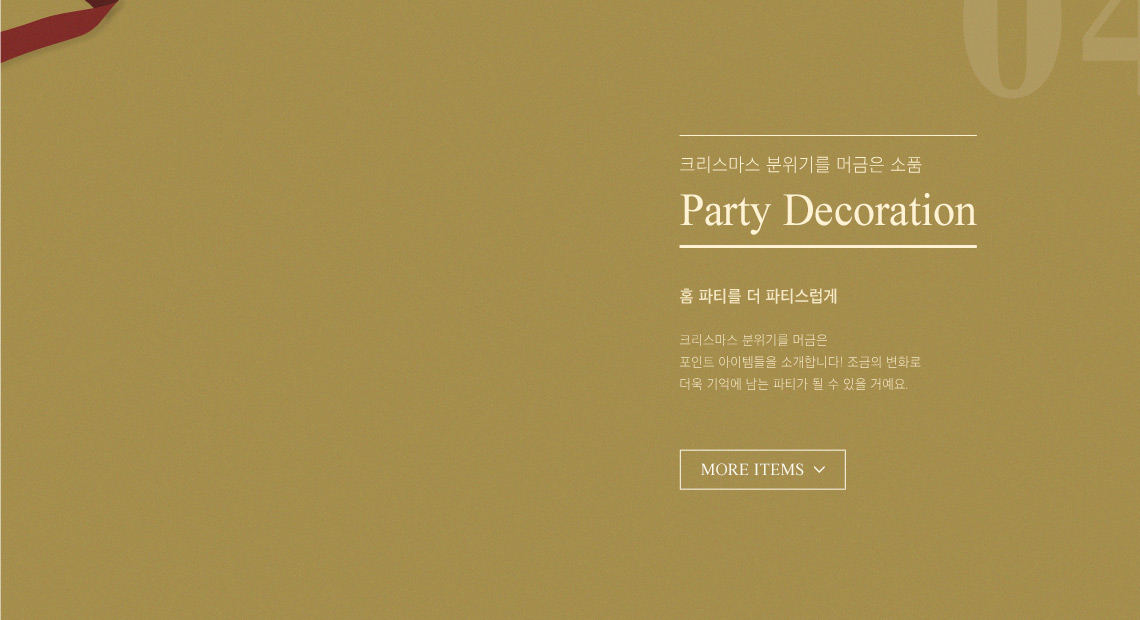 04
크리스마스 분위기를 머금은 소품
Party Decoration
홈 파티를 더 파티스럽게
크리스마스 분위기를 머금은
포인트 아이템들을 소개합니다! 조금의 변화로
더욱 기억에 남는 파티가 될 수 있을 거예요.
MORE ITEMS